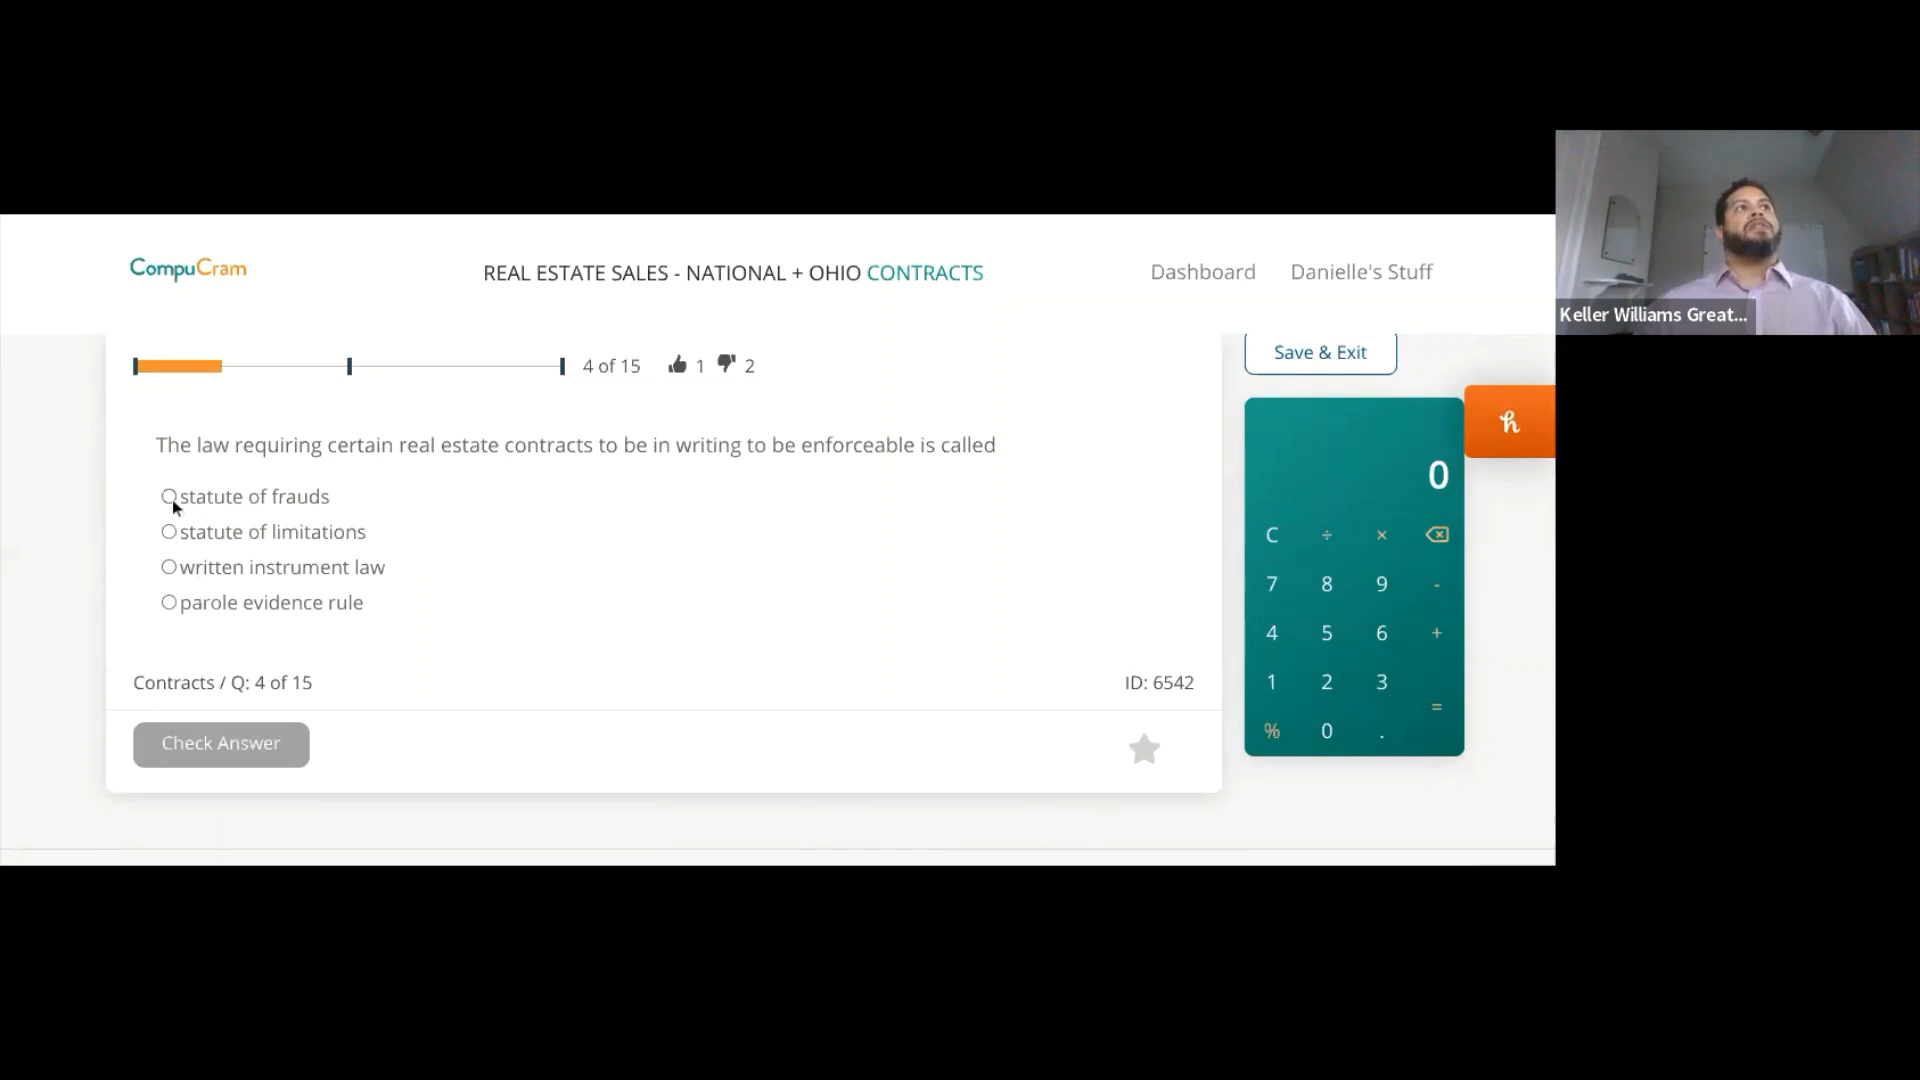 CompuCram
REAL ESTATE SALES - NATIONAL + OHIO CONTRACTS
Dashboard
Danielle's Stuff
Keller Williams Great...
4 of 15
1
2
Save & Exit
The law requiring certain real estate contracts to be in writing to be enforceable is called
statute of frauds
statute of limitations
written instrument law
parole evidence rule
Contracts / Q: 4 of 15
ID: 6542
Check Answer
h
0
C ÷ ×
7 8 9 -
4 5 6 +
1 2 3
=
% 0 .